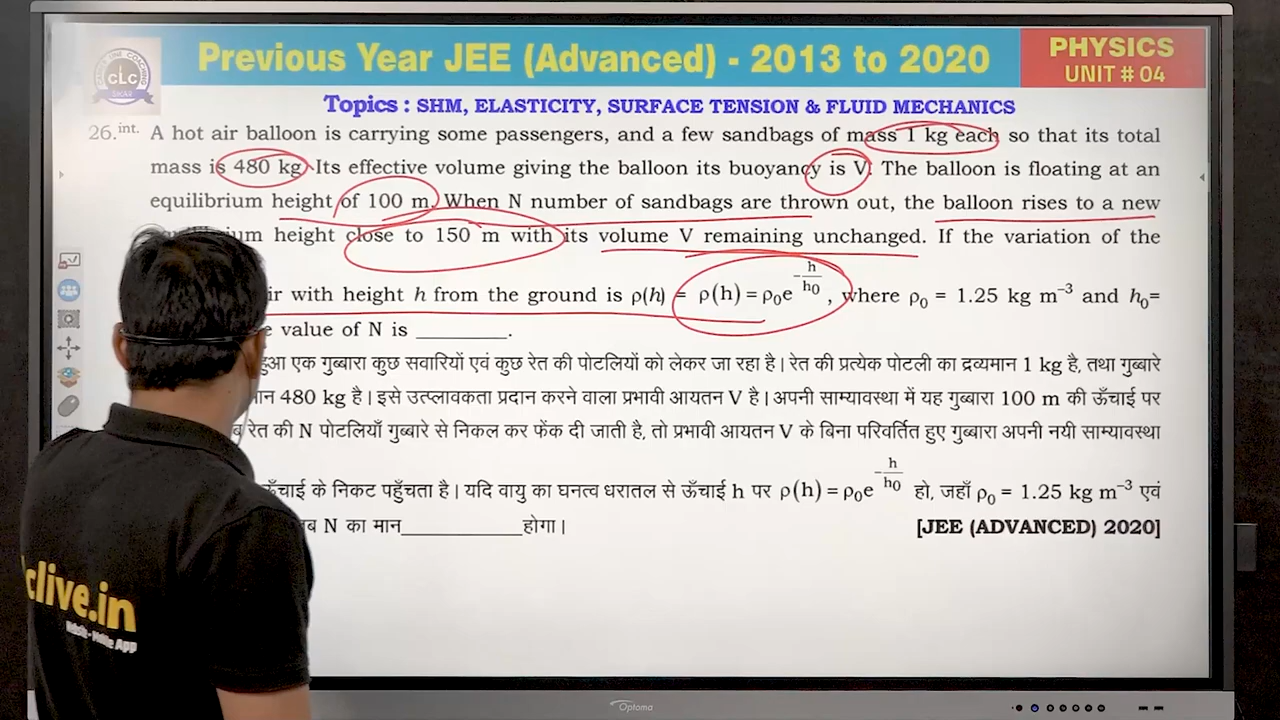 Previous Year JEE (Advanced) - 2013 to 2020
PHYSICS
UNIT # 04
CLC
SIKAR
Topics : SHM, ELASTICITY, SURFACE TENSION & FLUID MECHANICS
26.int. A hot air balloon is carrying some passengers, and a few sandbags of mass 1 kg each so that its total
mass is 480 kg. Its effective volume giving the balloon its buoyancy is V. The balloon is floating at an
equilibrium height of 100 m. When N number of sandbags are thrown out, the balloon rises to a new
height close to 150 m with its volume V remaining unchanged. If the variation of the
with height h from the ground is ρ(h) = ρ(h) = ρ₀e^(-h/h₀), where ρ₀ = 1.25 kg m⁻³ and h₀=
value of N is ________.
हुआ एक गुब्बारा कुछ सवारियों एवं कुछ रेत की पोटलियों को लेकर जा रहा है। रेत की प्रत्येक पोटली का द्रव्यमान 1 kg है, तथा गुब्बारे
480 kg है। इसे उत्प्लावकता प्रदान करने वाला प्रभावी आयतन V है। अपनी साम्यावस्था में यह गुब्बारा 100 m की ऊँचाई पर
रेत की N पोटलियाँ गुब्बारे से निकल कर फेंक दी जाती है, तो प्रभावी आयतन V के बिना परिवर्तित हुए गुब्बारा अपनी नयी साम्यावस्था
के निकट पहुँचता है। यदि वायु का घनत्व धरातल से ऊँचाई h पर ρ(h) = ρ₀e^(-h/h₀) हो, जहाँ ρ₀ = 1.25 kg m⁻³ एवं
N का मान____________होगा।
[JEE (ADVANCED) 2020]
clive.in
Optoma